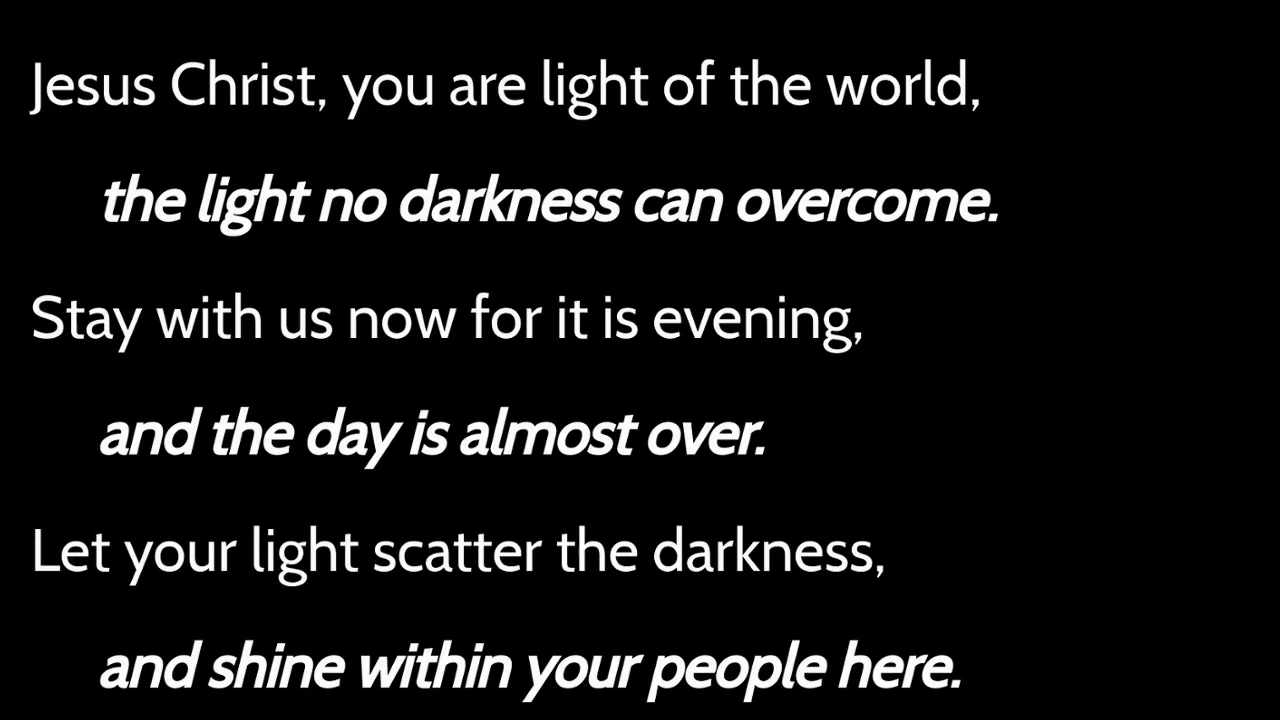 Jesus Christ, you are light of the world,
the light no darkness can overcome.
Stay with us now for it is evening,
and the day is almost over.
Let your light scatter the darkness,
and shine within your people here.